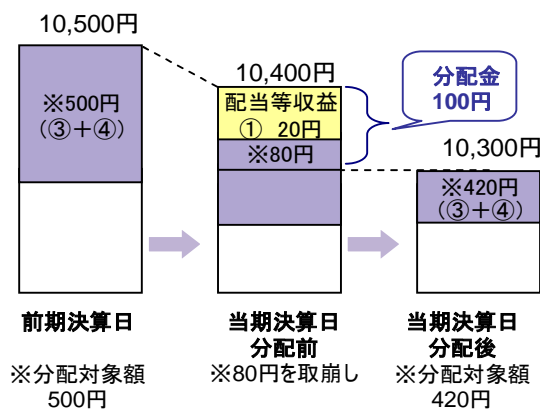 10,500円
※500円
(③+④)
前期決算日
※分配対象額
500円
10,400円
配当等収益
① 20円
※80円
当期決算日
分配前
※80円を取崩し
分配金
100円
10,300円
※420円
(③+④)
当期決算日
分配後
※分配対象額
420円